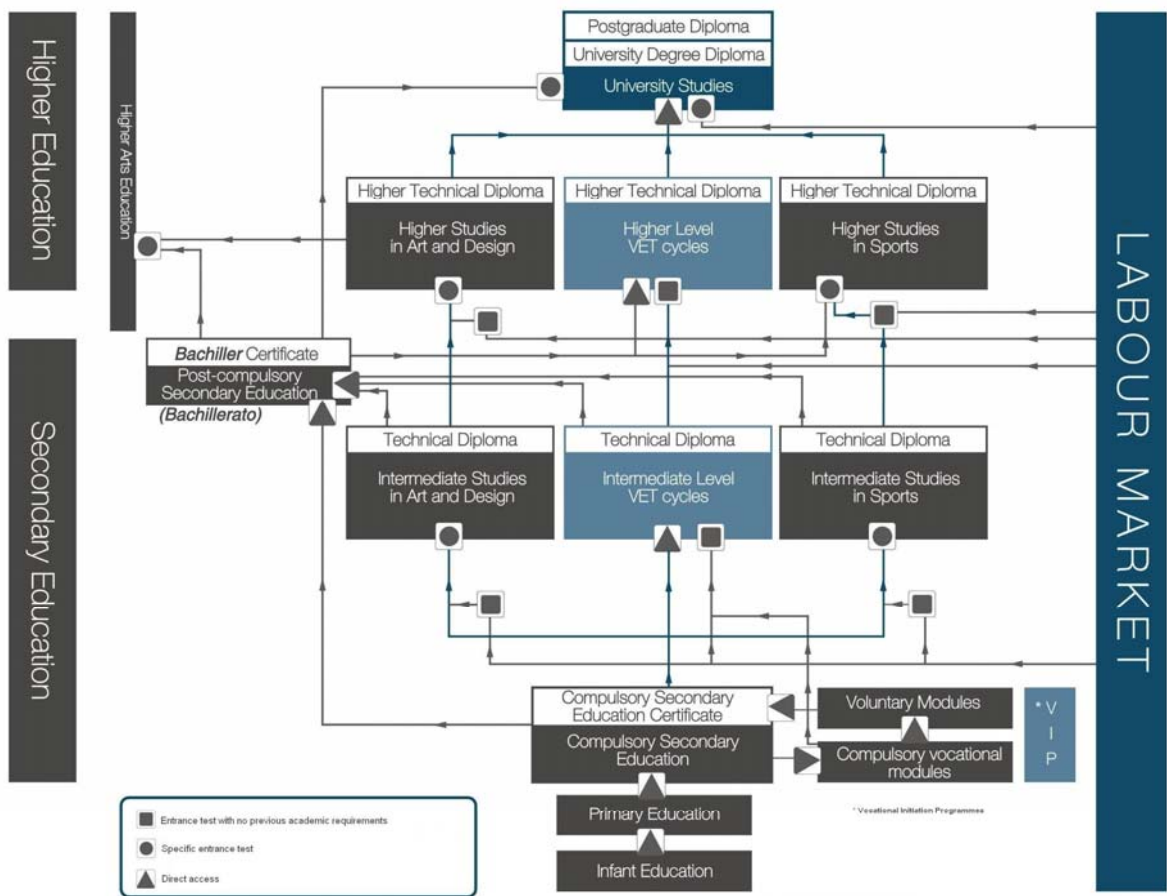 Higher Education
Higher Arts Education
Postgraduate Diploma
University Degree Diploma
University Studies
Higher Technical Diploma
Higher Studies
in Art and Design
Higher Technical Diploma
Higher Level
VET cycles
Higher Technical Diploma
Higher Studies
in Sports
LABOUR MARKET
Secondary Education
Bachiller Certificate
Post-compulsory
Secondary Education
(Bachillerato)
Technical Diploma
Intermediate Studies
in Art and Design
Technical Diploma
Intermediate Level
VET cycles
Technical Diploma
Intermediate Studies
in Sports
Compulsory Secondary
Education Certificate
Compulsory Secondary
Education
Voluntary Modules
Compulsory vocational
modules
* V
I
P
Primary Education
Infant Education
* Vocational Initiation Programmes
Entrance test with no previous academic requirements
Specific entrance test
Direct access